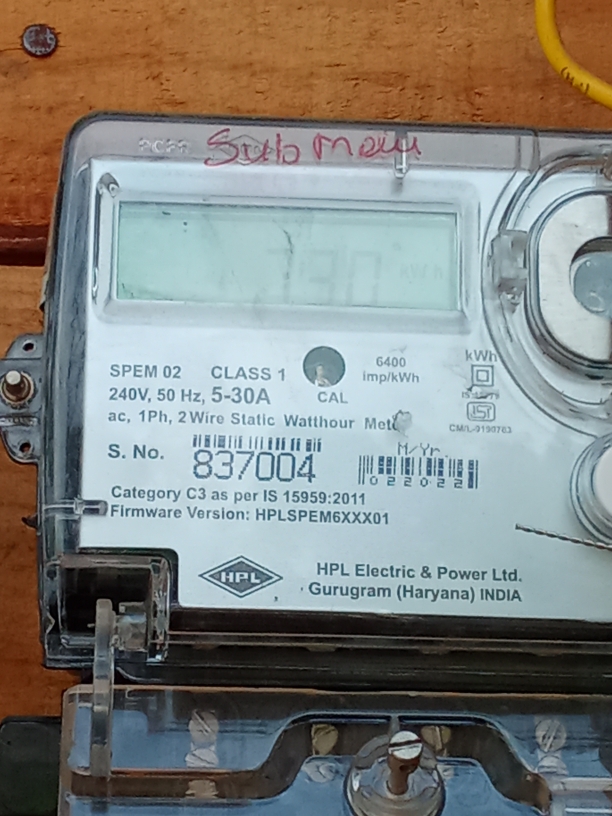 Sub Main
SPEM 02 CLASS 1
6400
imp/kWh
kWh
240V, 50 Hz, 5-30A
CAL
ac, 1Ph, 2 Wire Static Watthour
CM/L-9190763
S. No. 837004
M/Yr.
022022
Category C3 as per IS 15959:2011
Firmware Version: HPLSPEM6XXX01
HPL
HPL Electric & Power Ltd.
Gurugram (Haryana) INDIA